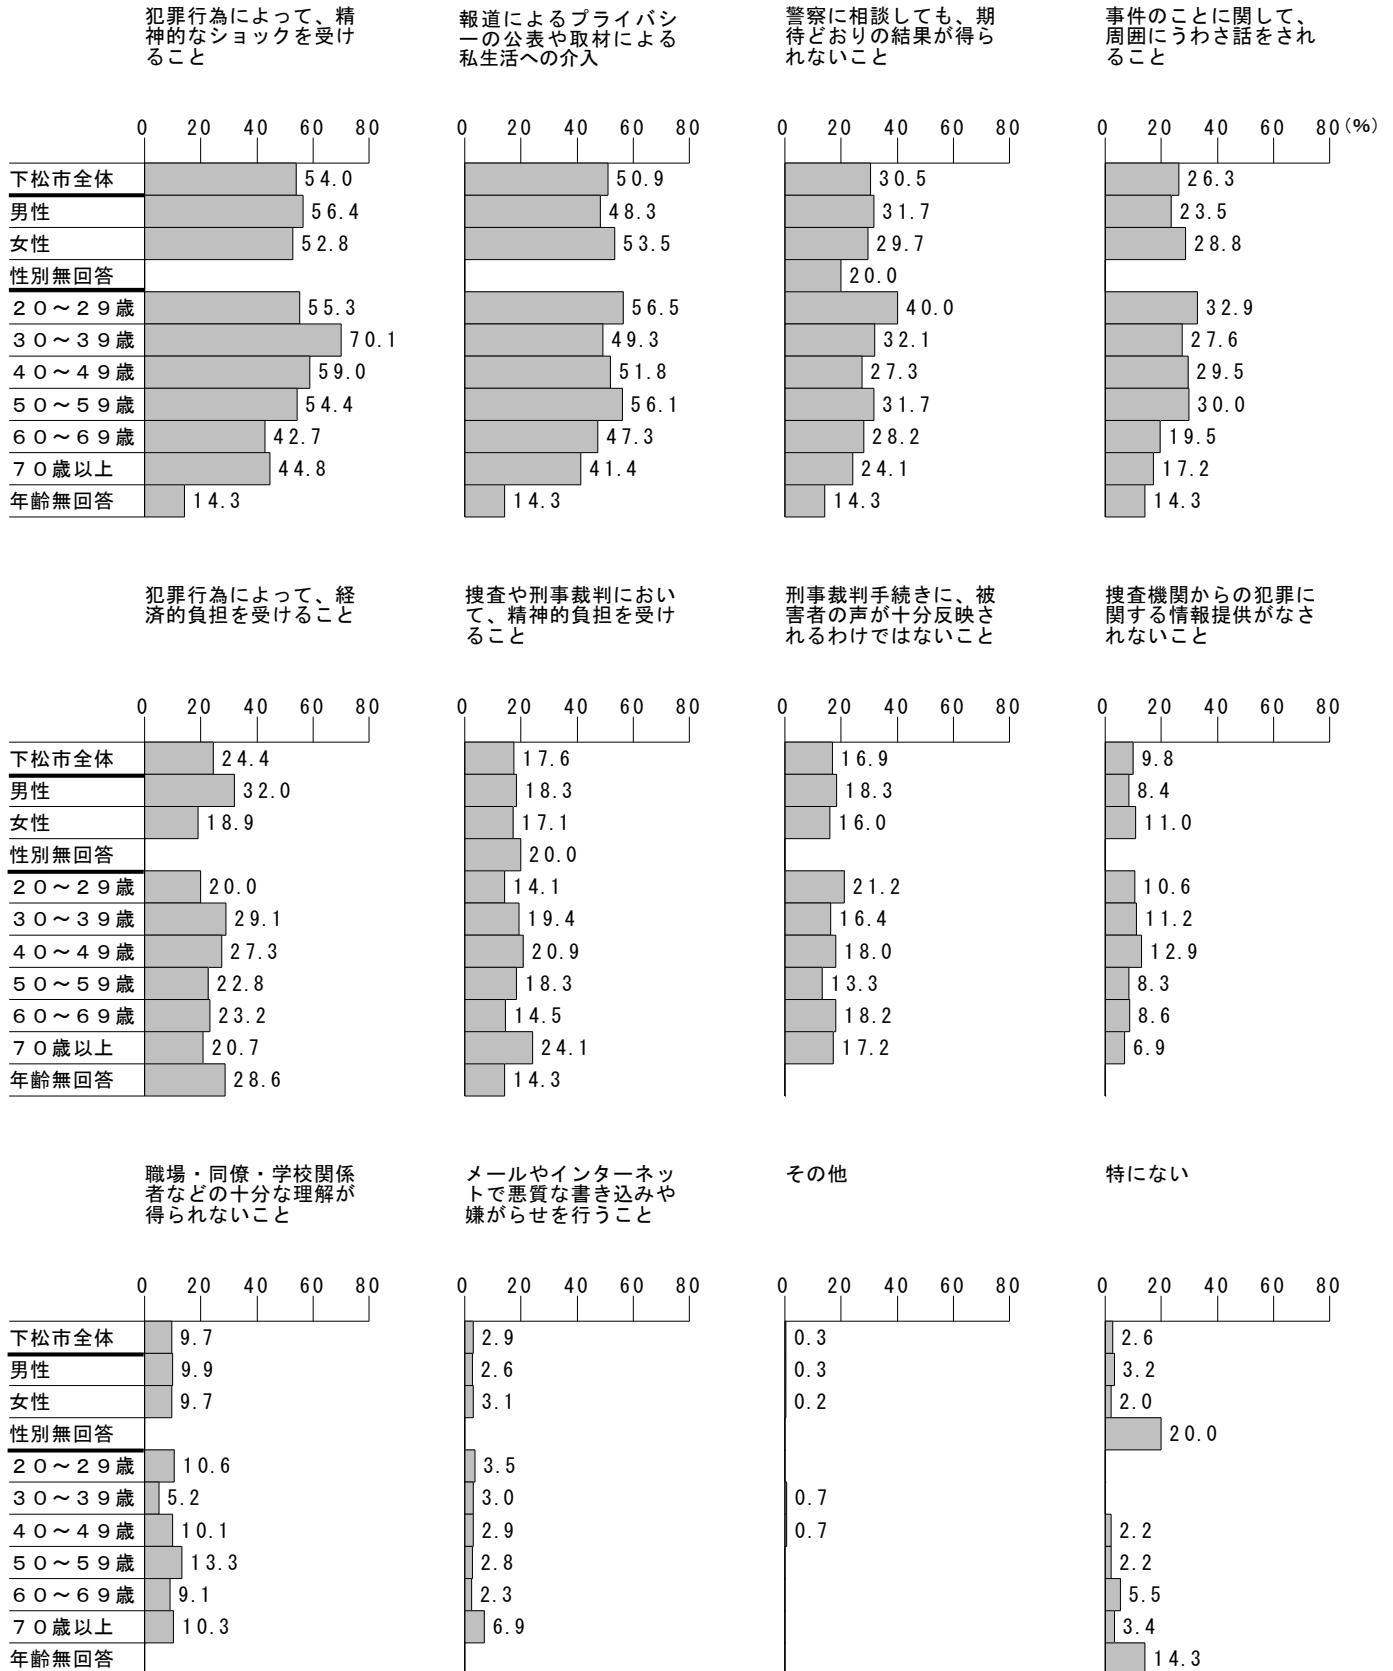 犯罪行為によって、精
神的なショックを受け
ること
報道によるプライバシ
ーの公表や取材による
私生活への介入
警察に相談しても、期
待どおりの結果が得ら
れないこと
事件のことに関して、
周囲にうわさ話をされ
ること
0 20 40 60 80 0 20 40 60 80 0 20 40 60 80 0 20 40 60 80(%)
下松市全体 54.0 50.9 30.5 26.3
男性 56.4 48.3 31.7 23.5
女性 52.8 53.5 29.7 28.8
性別無回答 20.0
20～29歳 55.3 56.5 40.0 32.9
30～39歳 70.1 49.3 32.1 27.6
40～49歳 59.0 51.8 27.3 29.5
50～59歳 54.4 56.1 31.7 30.0
60～69歳 42.7 47.3 28.2 19.5
70歳以上 44.8 41.4 24.1 17.2
年齢無回答 14.3 14.3 14.3 14.3
犯罪行為によって、経
済的負担を受けること
捜査や刑事裁判におい
て、精神的負担を受け
ること
刑事裁判手続きに、被
害者の声が十分反映さ
れるわけではないこと
捜査機関からの犯罪に
関する情報提供がなさ
れないこと
0 20 40 60 80 0 20 40 60 80 0 20 40 60 80 0 20 40 60 80
下松市全体 24.4 17.6 16.9 9.8
男性 32.0 18.3 18.3 8.4
女性 18.9 17.1 16.0 11.0
性別無回答 20.0
20～29歳 20.0 14.1 21.2 10.6
30～39歳 29.1 19.4 16.4 11.2
40～49歳 27.3 20.9 18.0 12.9
50～59歳 22.8 18.3 13.3 8.3
60～69歳 23.2 14.5 18.2 8.6
70歳以上 20.7 24.1 17.2 6.9
年齢無回答 28.6 14.3
職場・同僚・学校関係
者などの十分な理解が
得られないこと
メールやインターネッ
トで悪質な書き込みや
嫌がらせを行うこと
その他
特にない
0 20 40 60 80 0 20 40 60 80 0 20 40 60 80 0 20 40 60 80
下松市全体 9.7 2.9 0.3 2.6
男性 9.9 2.6 0.3 3.2
女性 9.7 3.1 0.2 2.0
性別無回答 20.0
20～29歳 10.6 3.5
30～39歳 5.2 3.0 0.7
40～49歳 10.1 2.9 0.7 2.2
50～59歳 13.3 2.8 2.2
60～69歳 9.1 2.3 5.5
70歳以上 10.3 6.9 3.4
年齢無回答 14.3